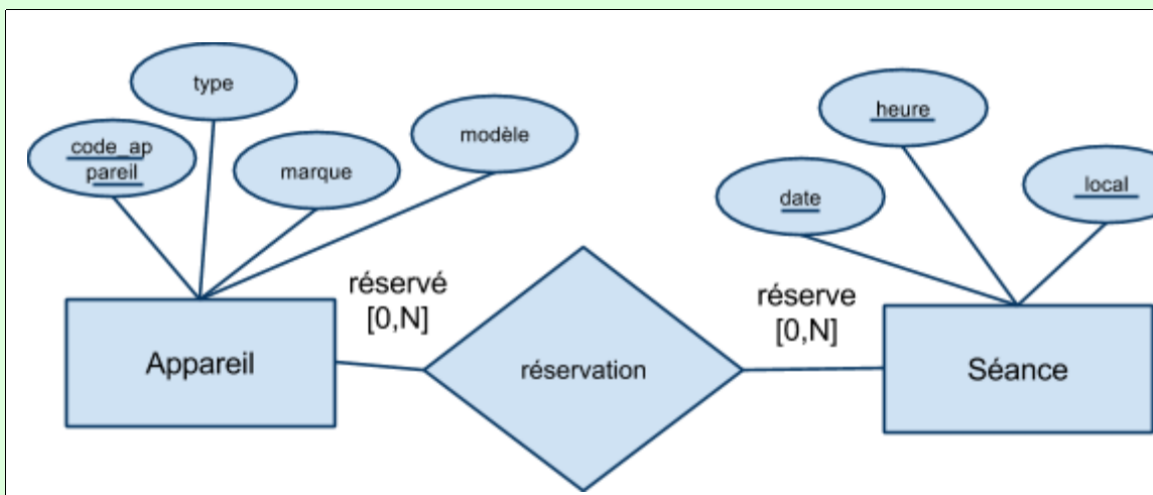 type
heure
code_ap
pareil
modèle
marque
date
local
réservé
[0,N]
réserve
[0,N]
Appareil
réservation
Séance